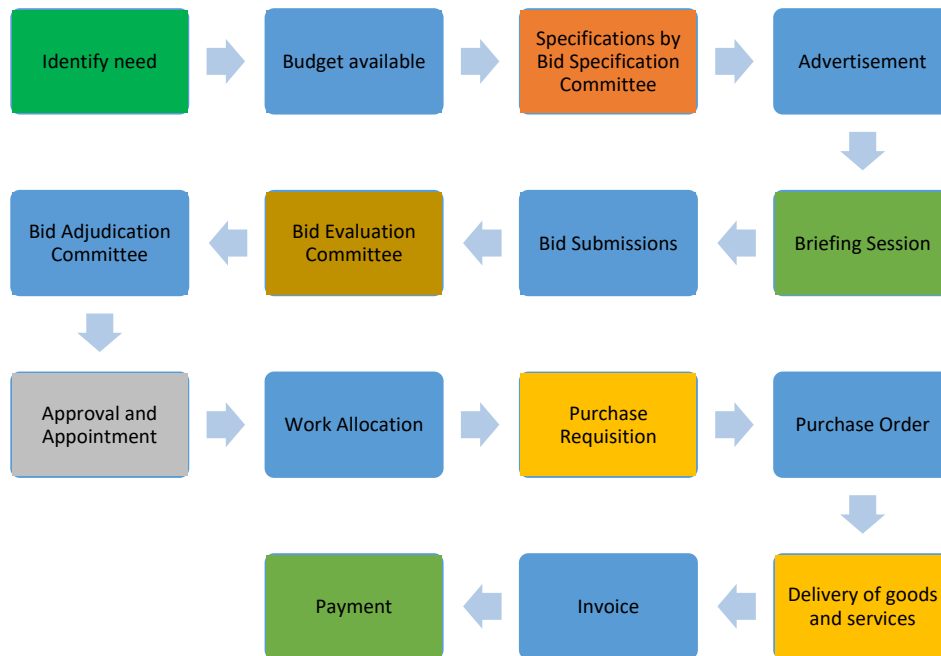 Identify need
Budget available
Specifications by
Bid Specification
Committee
Advertisement
Briefing Session
Bid Submissions
Bid Evaluation
Committee
Bid Adjudication
Committee
Approval and
Appointment
Work Allocation
Purchase
Requisition
Purchase Order
Delivery of goods
and services
Invoice
Payment